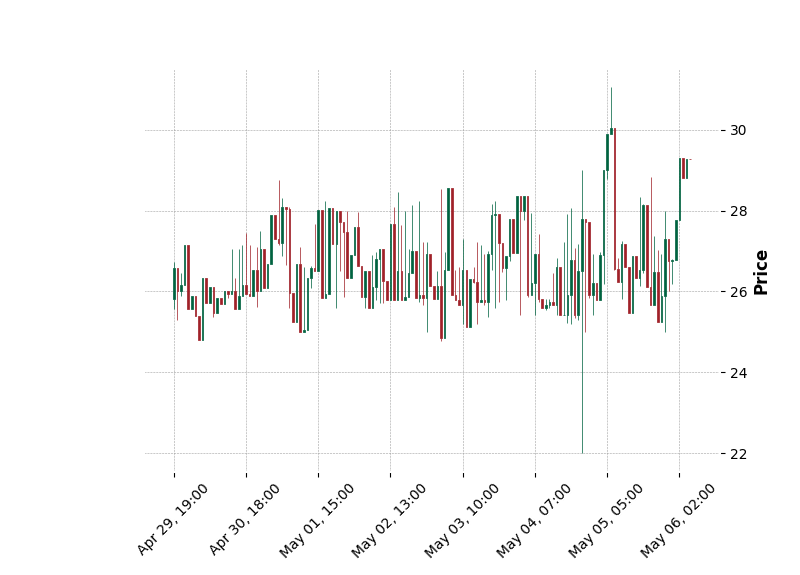 30
28
26
24
22
Price
Apr 29, 19:00
Apr 30, 18:00
May 01, 15:00
May 02, 13:00
May 03, 10:00
May 04, 07:00
May 05, 05:00
May 06, 02:00